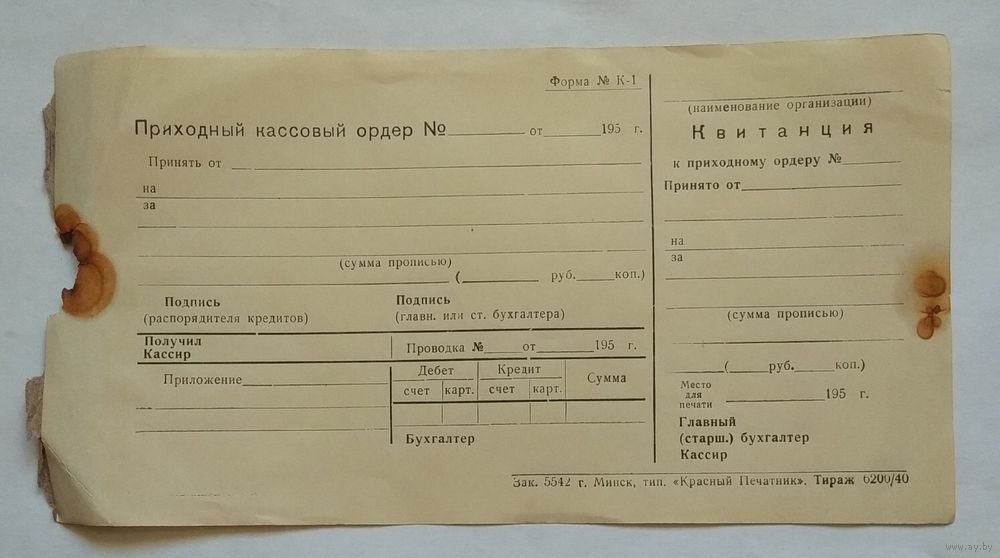 Форма № К-1
Приходный кассовый ордер № от 195 г.
Принять от
на
за
(сумма прописью)
( руб. коп.)
Подпись
(распорядителя кредитов)
Подпись
(главн. или ст. бухгалтера)
Получил
Кассир
Проводка № от 195 г.
Приложение
Дебет Кредит Сумма
счет карт. счет карт.
Бухгалтер
(наименование организации)
Квитанция
к приходному ордеру №
Принято от
на
за
(сумма прописью)
( руб. коп.)
Место
для
печати
195 г.
Главный
(старш.) бухгалтер
Кассир
Зак. 5542 г. Минск, тип. «Красный Печатник». Тираж 6200/40
www.ay.by